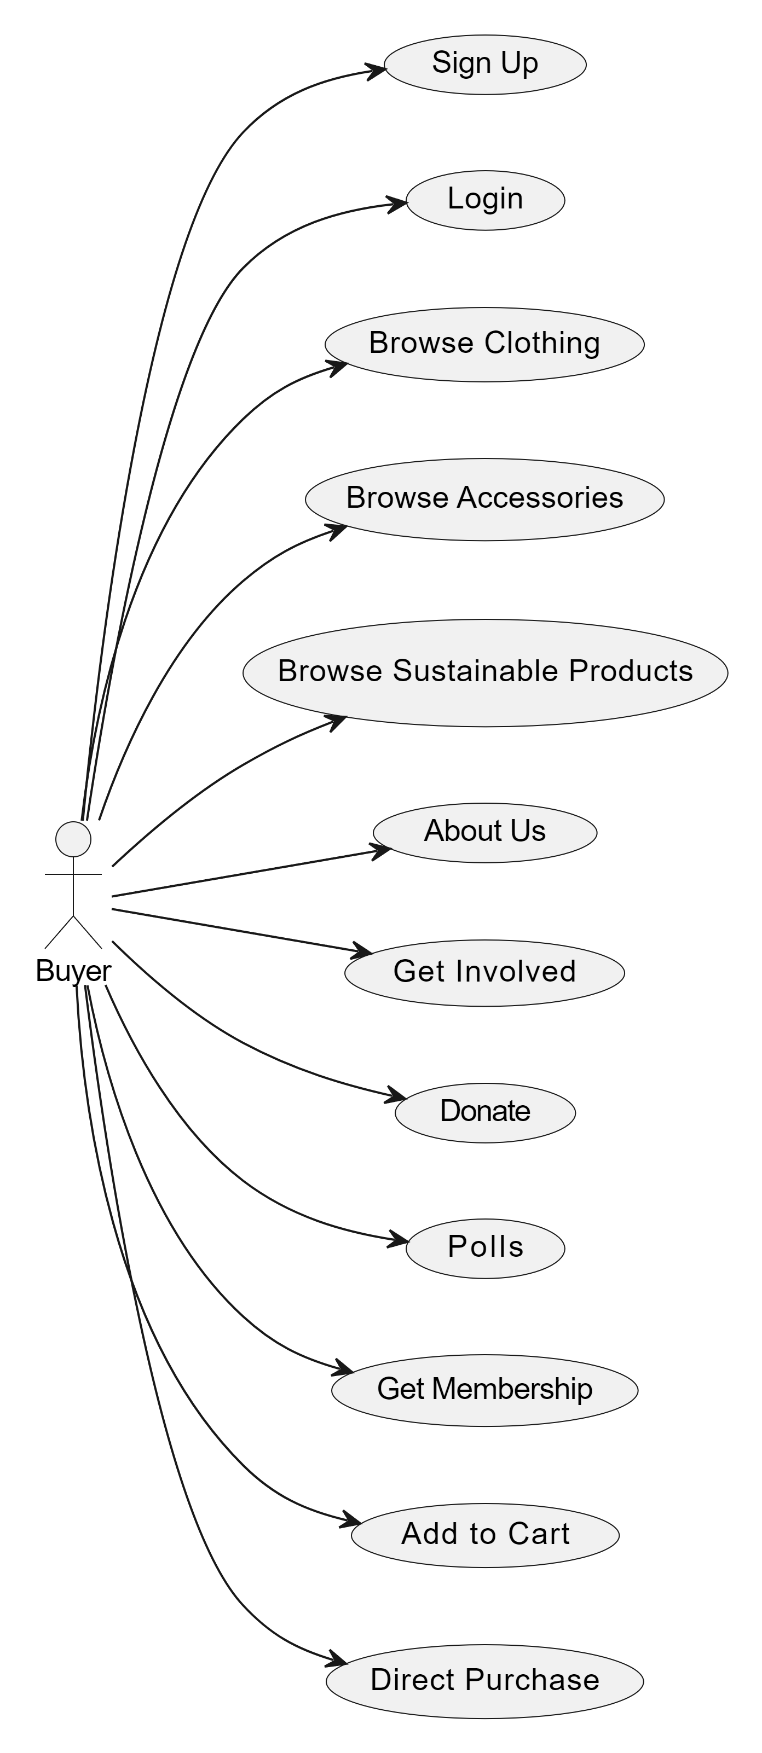 Sign Up
Login
Browse Clothing
Browse Accessories
Browse Sustainable Products
About Us
Get Involved
Buyer
Donate
Polls
Get Membership
Add to Cart
Direct Purchase